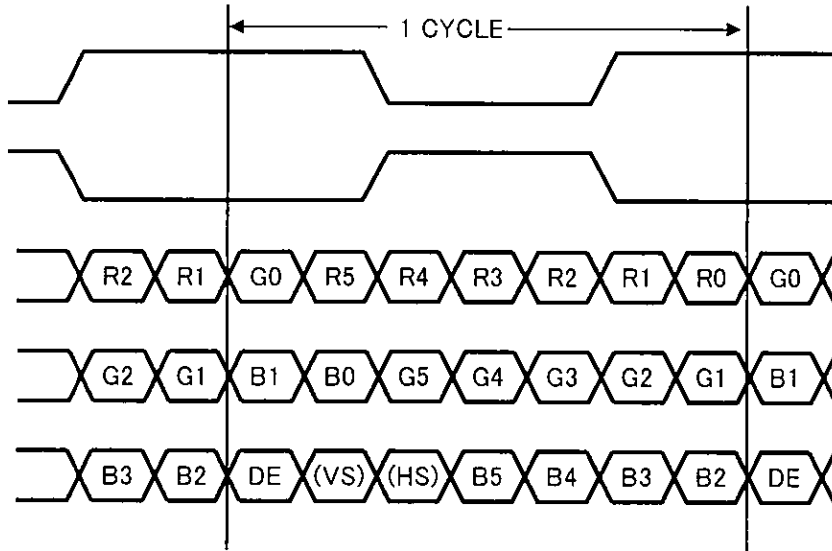 1 CYCLE
R2 R1 G0 R5 R4 R3 R2 R1 R0 G0
G2 G1 B1 B0 G5 G4 G3 G2 G1 B1
B3 B2 DE (VS) (HS) B5 B4 B3 B2 DE